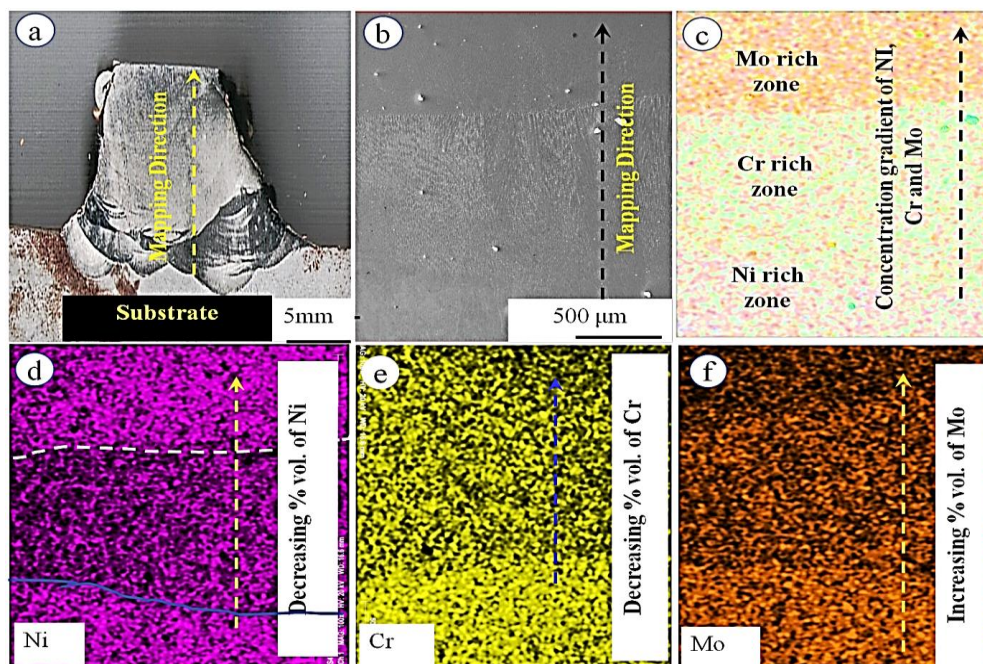 a
Mapping Direction
Substrate
5mm
b
Mapping Direction
500 μm
c
Mo rich
zone
Cr rich
zone
Ni rich
zone
Concentration gradient of NI,
Cr and Mo
d
Decreasing % vol. of Ni
Ni
e
Decreasing % vol. of Cr
Cr
f
Increasing % vol. of Mo
Mo